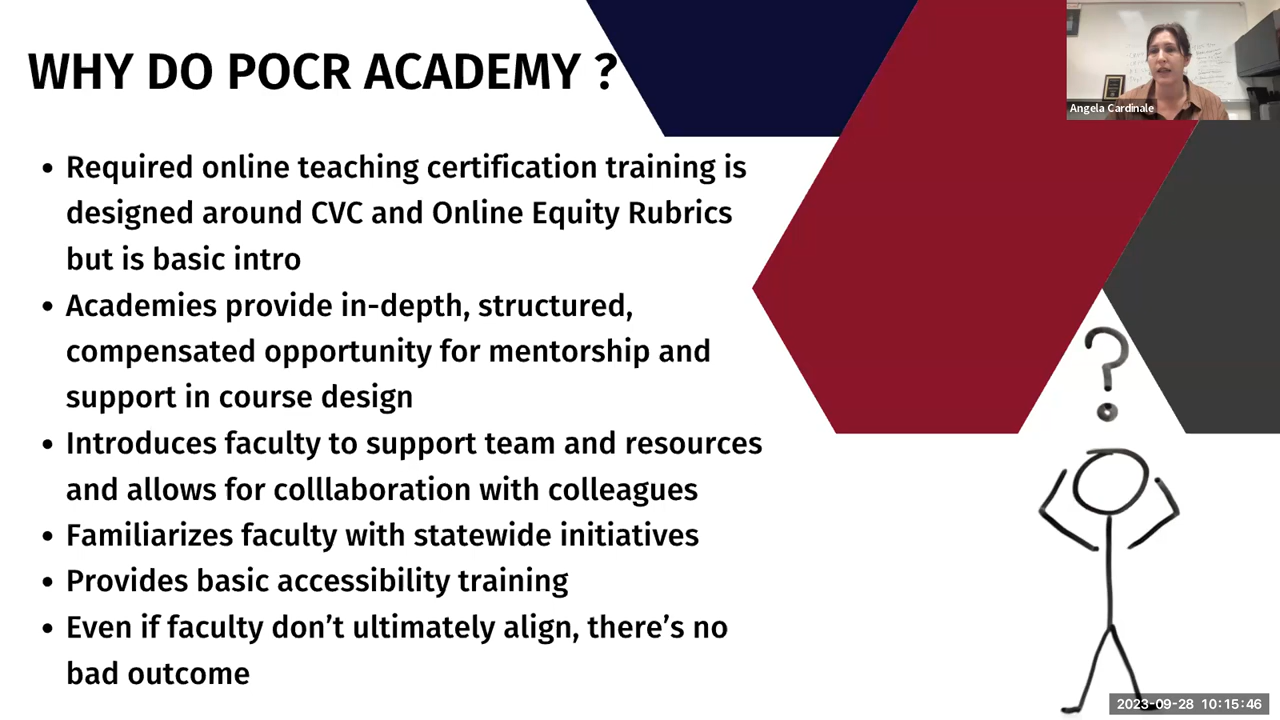 WHY DO POCR ACADEMY ?
Angela Cardinale
• Required online teaching certification training is
designed around CVC and Online Equity Rubrics
but is basic intro
• Academies provide in-depth, structured,
compensated opportunity for mentorship and
support in course design
• Introduces faculty to support team and resources
and allows for colllaboration with colleagues
• Familiarizes faculty with statewide initiatives
• Provides basic accessibility training
• Even if faculty don’t ultimately align, there’s no
bad outcome
?
2023-09-28 10:15:46